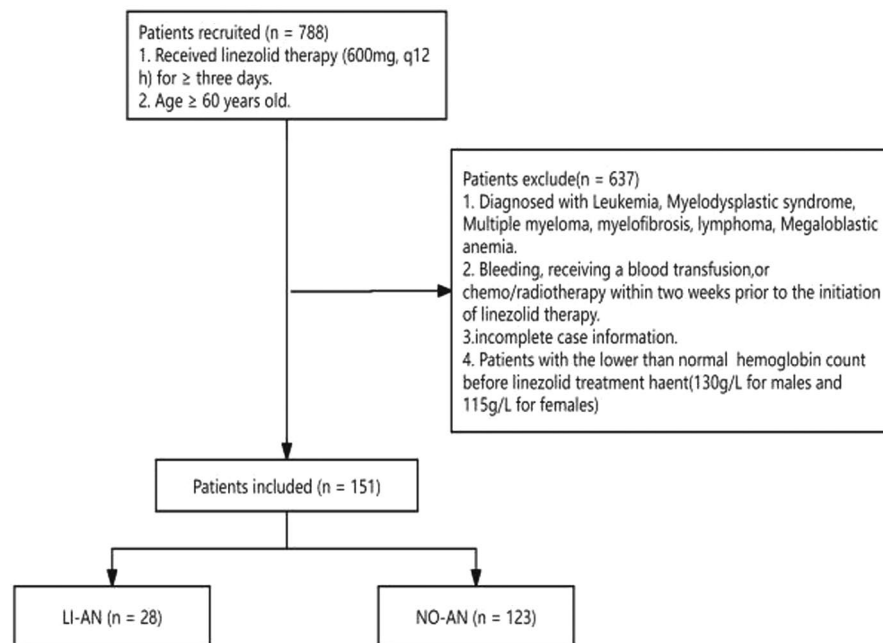 Patients recruited (n = 788)
1. Received linezolid therapy (600mg, q12
h) for ≥ three days.
2. Age ≥ 60 years old.
Patients exclude(n = 637)
1. Diagnosed with Leukemia, Myelodysplastic syndrome,
Multiple myeloma, myelofibrosis, lymphoma, Megaloblastic
anemia.
2. Bleeding, receiving a blood transfusion,or
chemo/radiotherapy within two weeks prior to the initiation
of linezolid therapy.
3.incomplete case information.
4. Patients with the lower than normal hemoglobin count
before linezolid treatment haent(130g/L for males and
115g/L for females)
Patients included (n = 151)
LI-AN (n = 28)
NO-AN (n = 123)